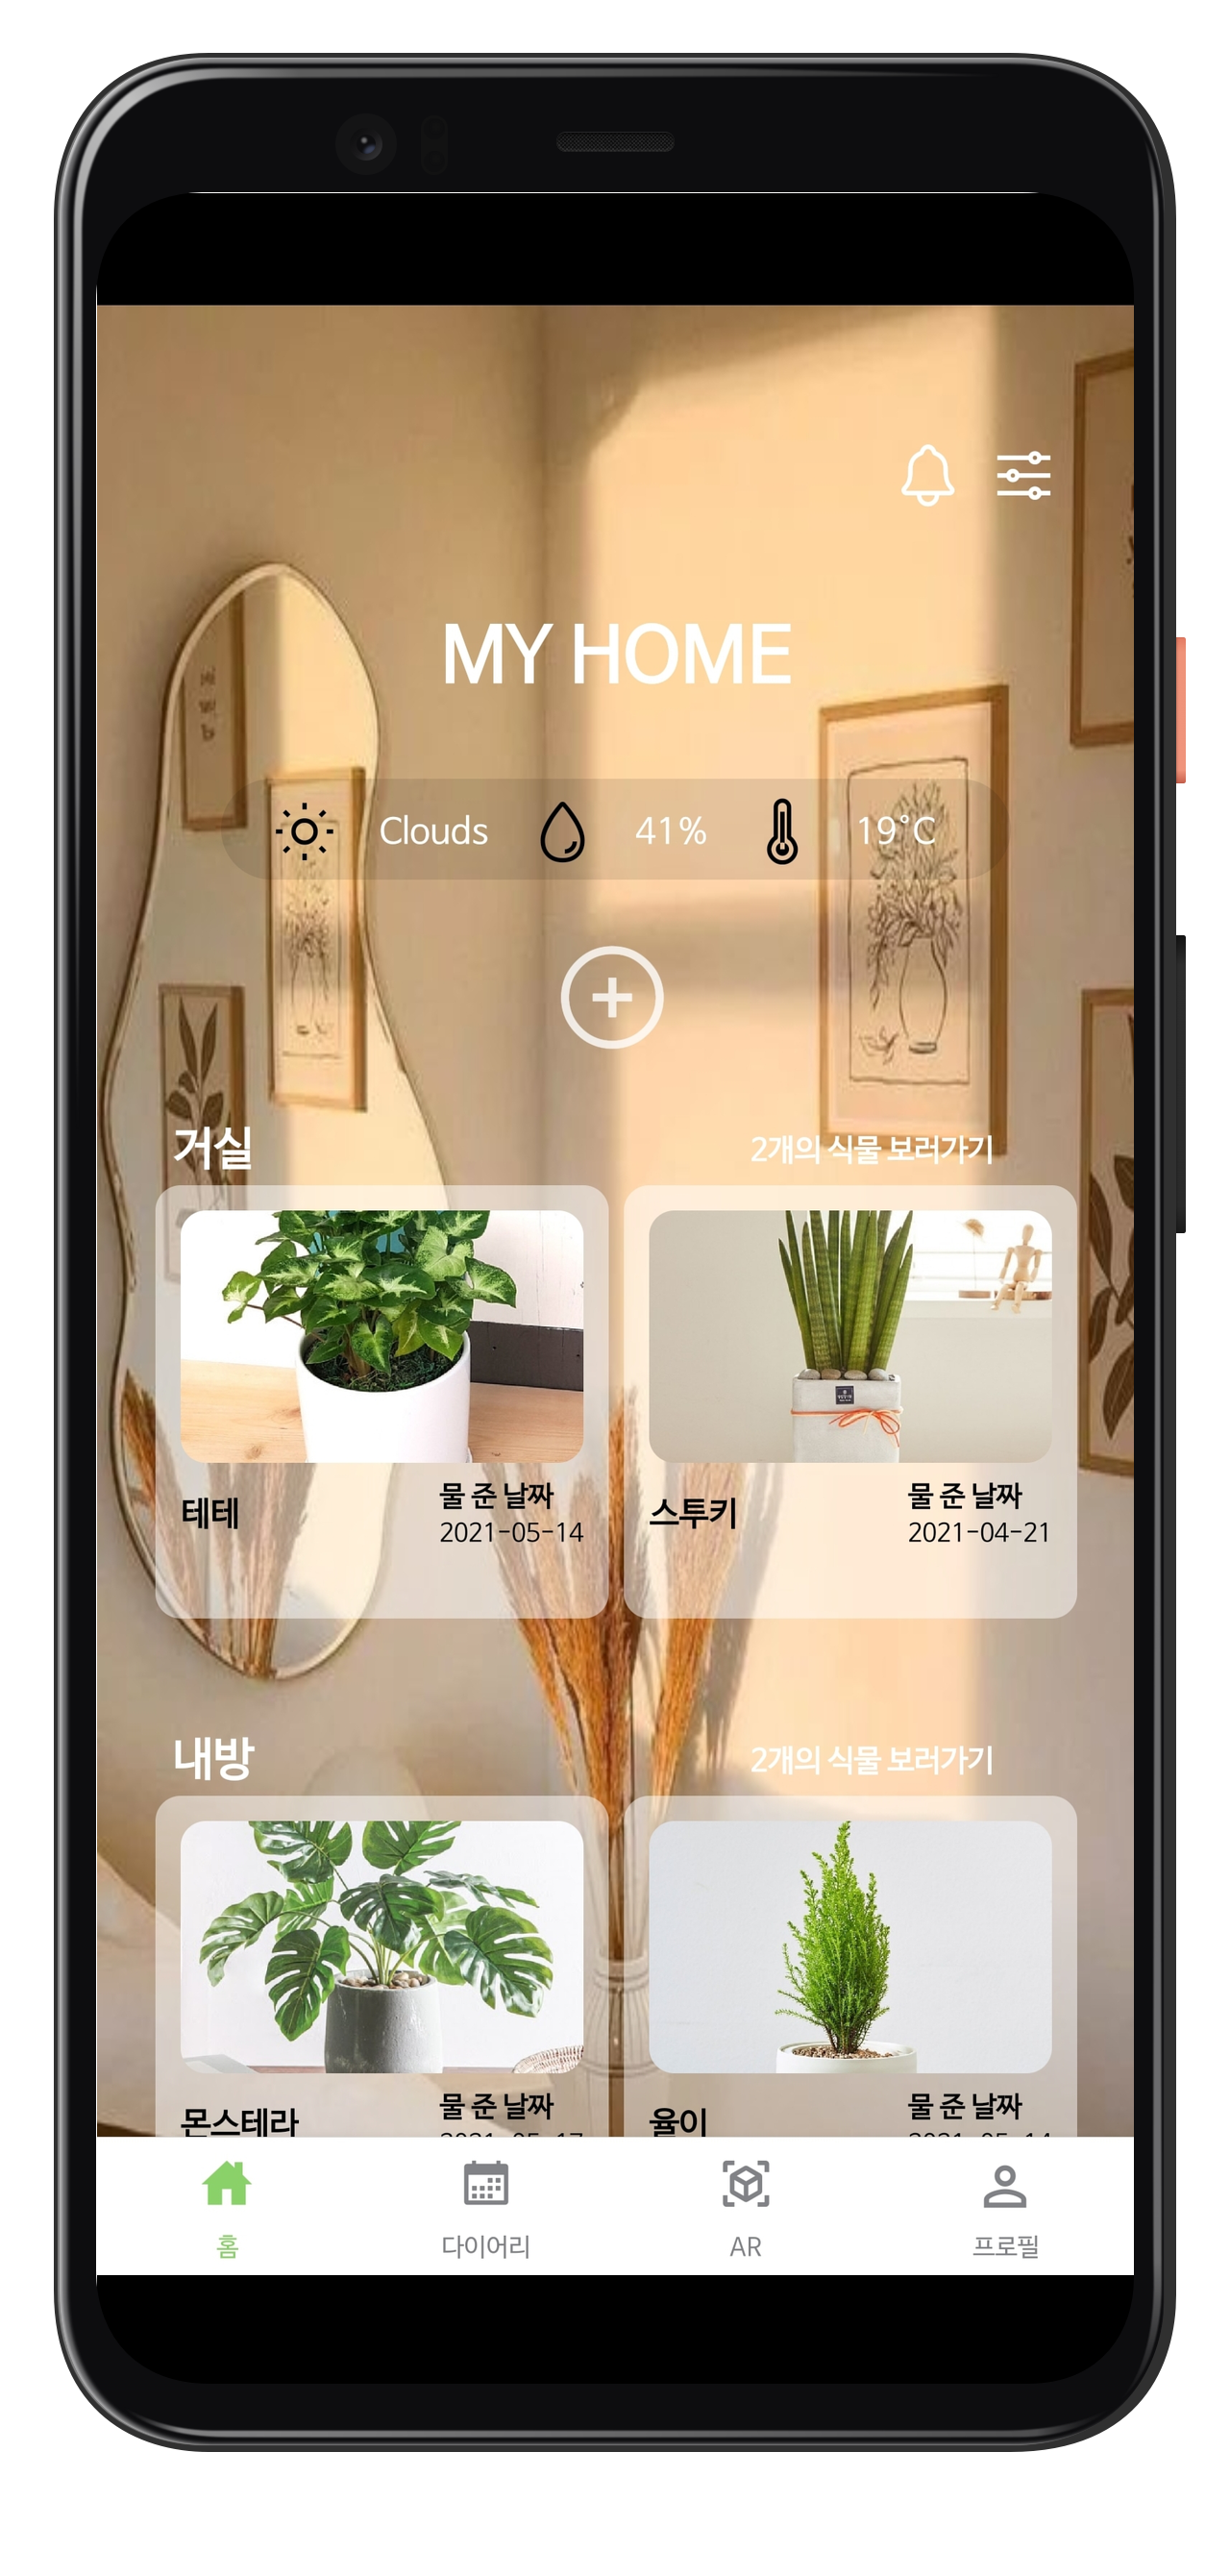 MY HOME
Clouds 41% 19°C
거실 2개의 식물 보러가기
테테 물 준 날짜
2021-05-14
스투키 물 준 날짜
2021-04-21
내방 2개의 식물 보러가기
몬스테라 물 준 날짜
율이 물 준 날짜
홈 다이어리 AR 프로필